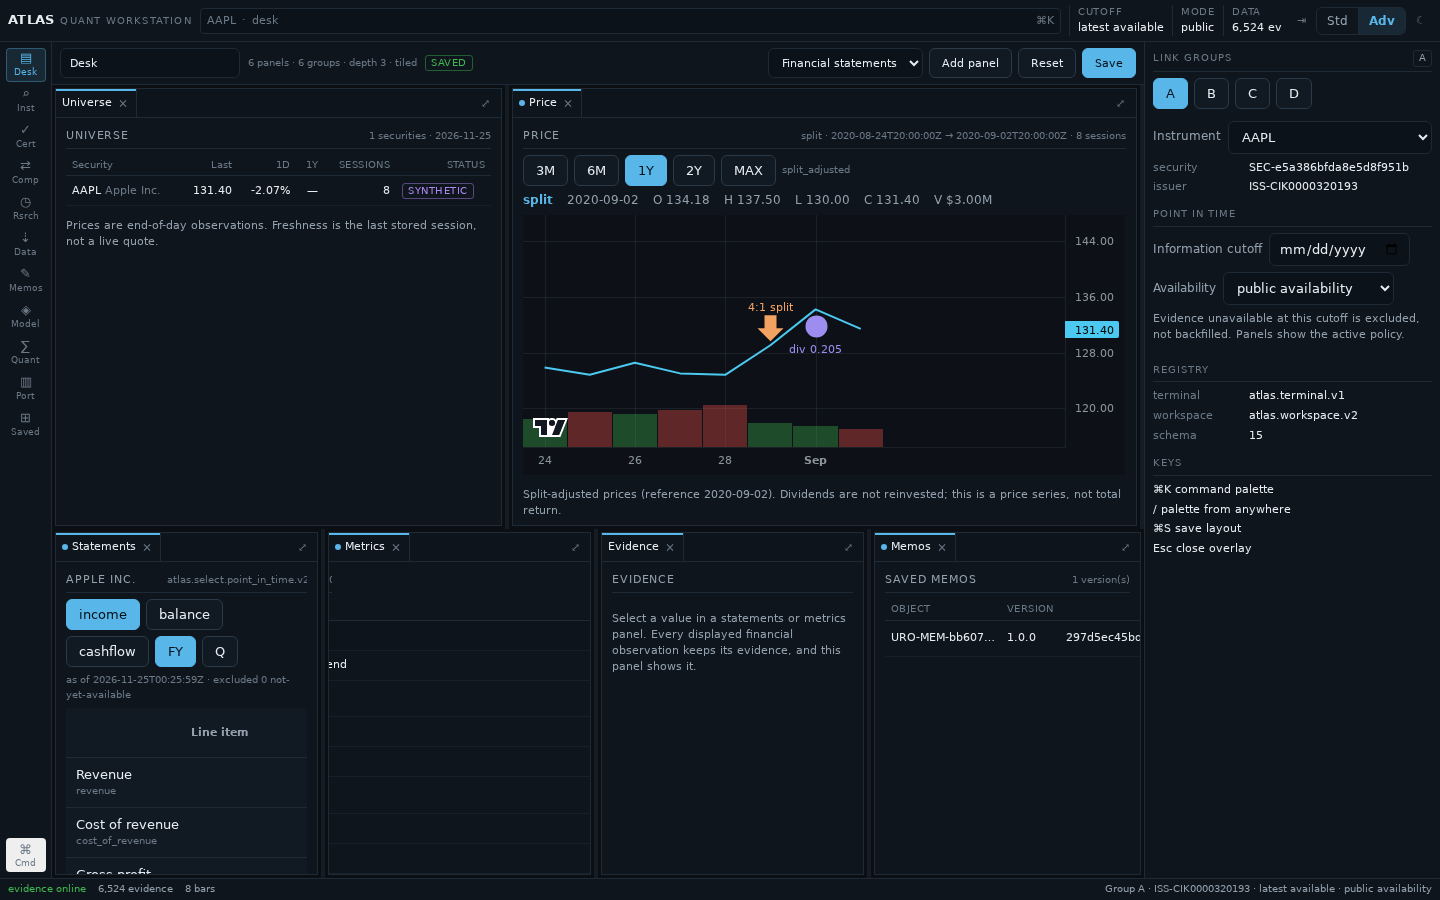 ATLAS QUANT WORKSTATION
AAPL · desk
⌘K
CUTOFF
latest available
MODE
public
DATA
6,524 ev
Std
Adv
Desk
Inst
Cert
Comp
Rsrch
Data
Memos
Model
Quant
Port
Saved
Cmd
Desk
6 panels · 6 groups · depth 3 · tiled
SAVED
Financial statements
Add panel
Reset
Save
Universe ×
UNIVERSE
1 securities · 2026-11-25
Security Last 1D 1Y SESSIONS STATUS
AAPL Apple Inc. 131.40 -2.07% — 8 SYNTHETIC
Prices are end-of-day observations. Freshness is the last stored session,
not a live quote.
Price ×
PRICE
split · 2020-08-24T20:00:00Z → 2020-09-02T20:00:00Z · 8 sessions
3M 6M 1Y 2Y MAX split_adjusted
split 2020-09-02 O 134.18 H 137.50 L 130.00 C 131.40 V $3.00M
144.00
136.00
4:1 split
131.40
div 0.205
128.00
120.00
24 26 28 Sep
Split-adjusted prices (reference 2020-09-02). Dividends are not reinvested; this is a price series, not total
return.
Statements ×
APPLE INC.
atlas.select.point_in_time.v2
income
balance
cashflow
FY
Q
as of 2026-11-25T00:25:59Z · excluded 0 not-
yet-available
Line item
Revenue
revenue
Cost of revenue
cost_of_revenue
Gross profit
Metrics ×
end
Evidence ×
EVIDENCE
Select a value in a statements or metrics
panel. Every displayed financial
observation keeps its evidence, and this
panel shows it.
Memos ×
SAVED MEMOS
1 version(s)
OBJECT VERSION
URO-MEM-bb607... 1.0.0 297d5ec45bd
LINK GROUPS
A
A B C D
Instrument AAPL
security SEC-e5a386bfda8e5d8f951b
issuer ISS-CIK0000320193
POINT IN TIME
Information cutoff mm/dd/yyyy
Availability public availability
Evidence unavailable at this cutoff is excluded,
not backfilled. Panels show the active policy.
REGISTRY
terminal atlas.terminal.v1
workspace atlas.workspace.v2
schema 15
KEYS
⌘K command palette
/ palette from anywhere
⌘S save layout
Esc close overlay
evidence online 6,524 evidence 8 bars
Group A · ISS-CIK0000320193 · latest available · public availability